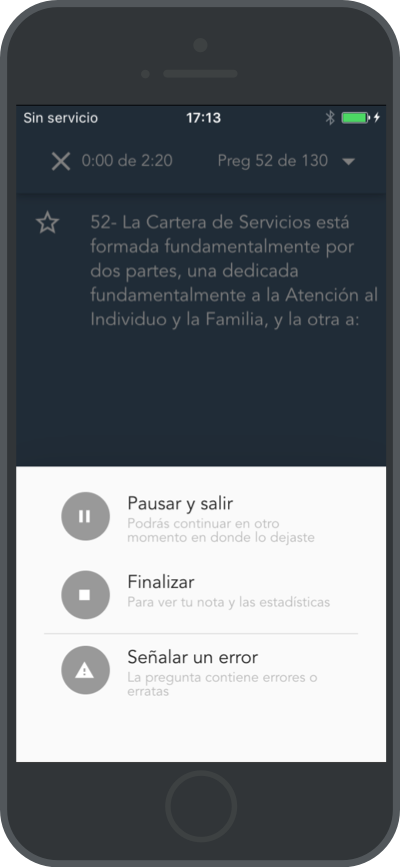 Sin servicio 17:13
0:00 de 2:20 Preg 52 de 130
52- La Cartera de Servicios está
formada fundamentalmente por
dos partes, una dedicada
fundamentalmente a la Atención al
Individuo y la Familia, y la otra a:
Pausar y salir
Podrás continuar en otro
momento en donde lo dejaste
Finalizar
Para ver tu nota y las estadísticas
Señalar un error
La pregunta contiene errores o
erratas